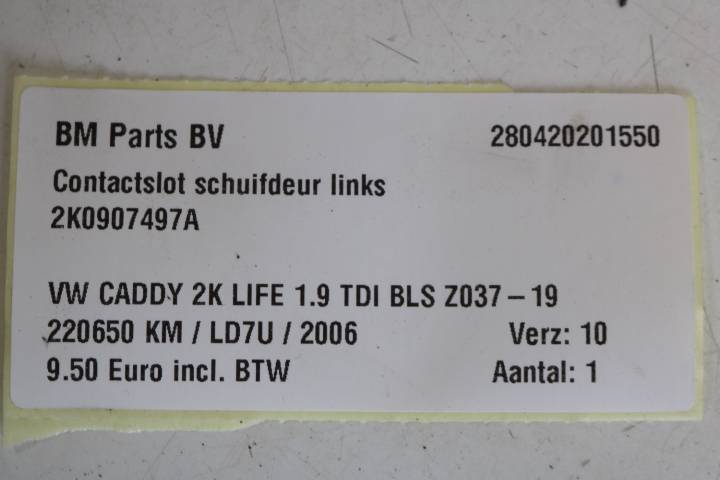 BM Parts BV 280420201550
Contactslot schuifdeur links
2K0907497A
VW CADDY 2K LIFE 1.9 TDI BLS Z037 – 19
220650 KM / LD7U / 2006 Verz: 10
9.50 Euro incl. BTW Aantal: 1